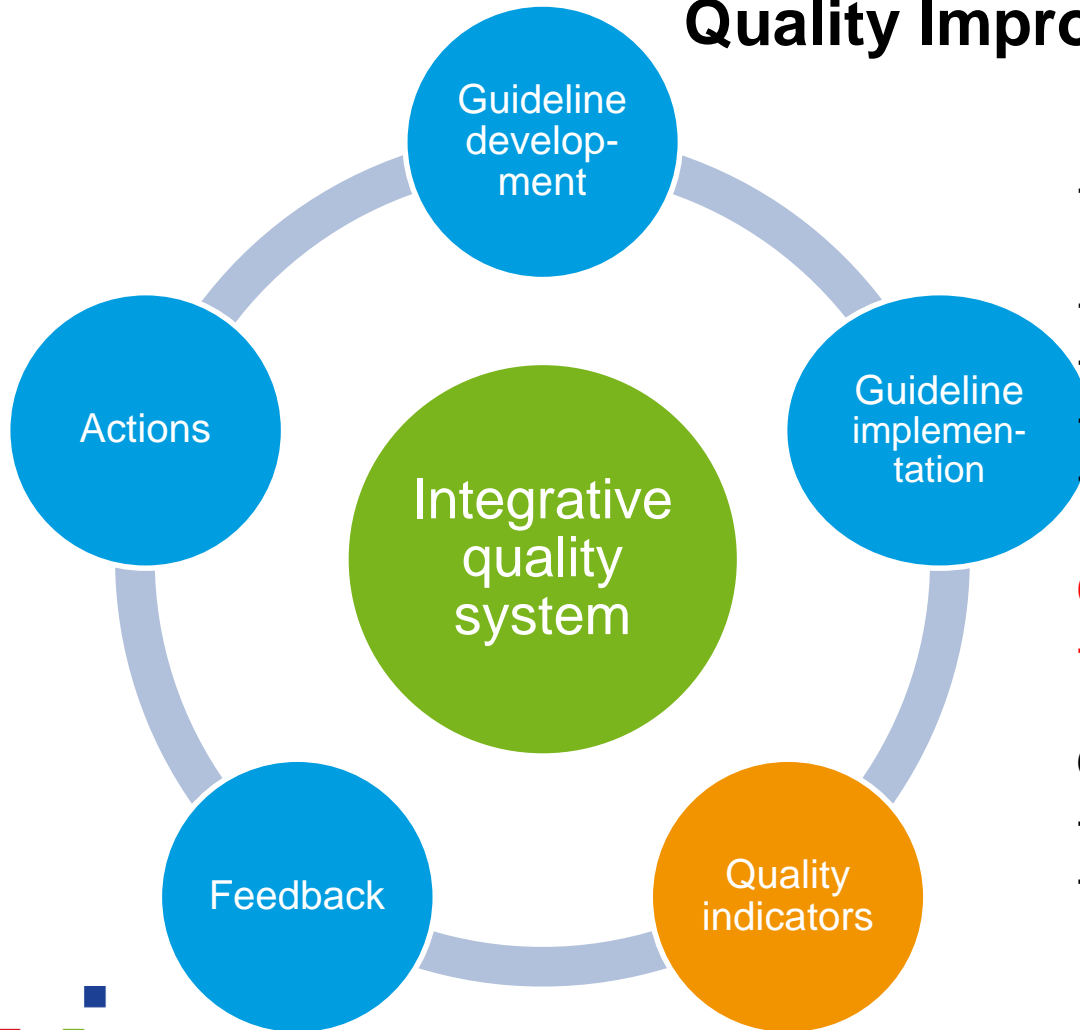 Quality Impro
Guideline
develop-
ment
Guideline
implemen-
tation
Actions
Integrative
quality
system
Quality
indicators
Feedback